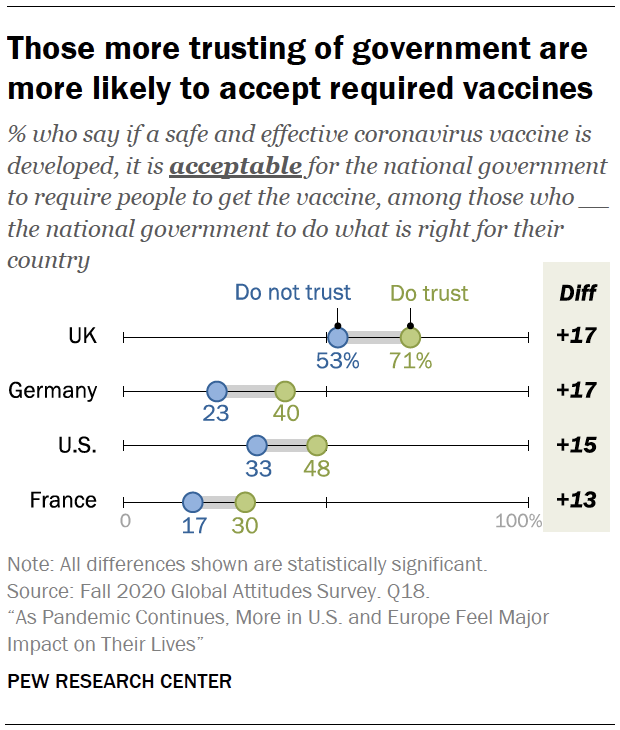 Those more trusting of government are
more likely to accept required vaccines
% who say if a safe and effective coronavirus vaccine is
developed, it is acceptable for the national government
to require people to get the vaccine, among those who __
the national government to do what is right for their
country
Do not trust Do trust Diff
UK 53% 71% +17
Germany 23 40 +17
U.S. 33 48 +15
France 17 30 +13
0 100%
Note: All differences shown are statistically significant.
Source: Fall 2020 Global Attitudes Survey. Q18.
“As Pandemic Continues, More in U.S. and Europe Feel Major
Impact on Their Lives”
PEW RESEARCH CENTER